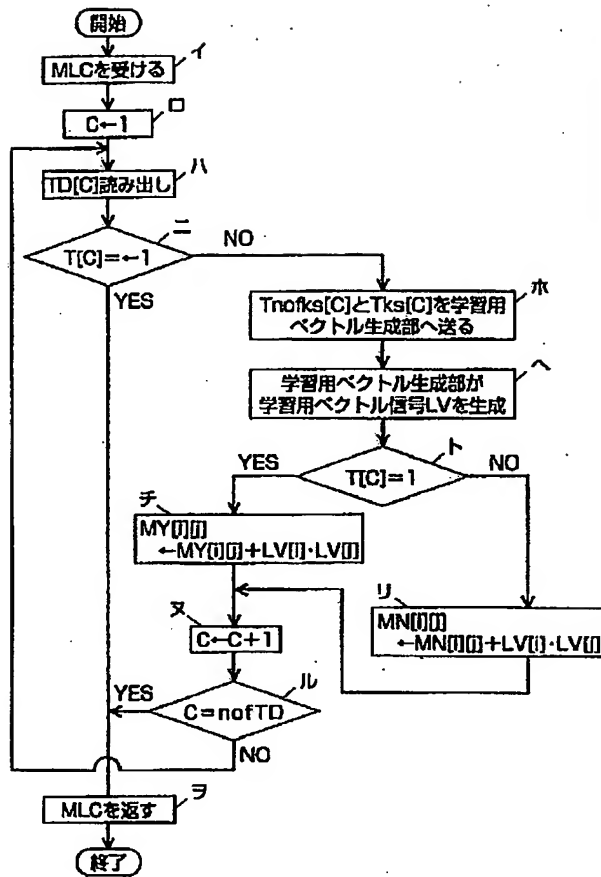 開始
イ
MLCを受ける
ロ
C←1
ハ
TD[C]読み出し
ニ
T[C]=←1
NO
YES
ホ
Tnofks[C]とTks[C]を学習用
ベクトル生成部へ送る
ヘ
学習用ベクトル生成部が
学習用ベクトル信号LVを生成
ト
T[C]=1
YES
NO
チ
MY[i][j]
←MY[i][j]+LV[i]·LV[j]
リ
MN[i][j]
←MN[i][j]+LV[i]·LV[j]
ヌ
C←C+1
ル
C=nofTD
YES
NO
ヲ
MLCを返す
終了